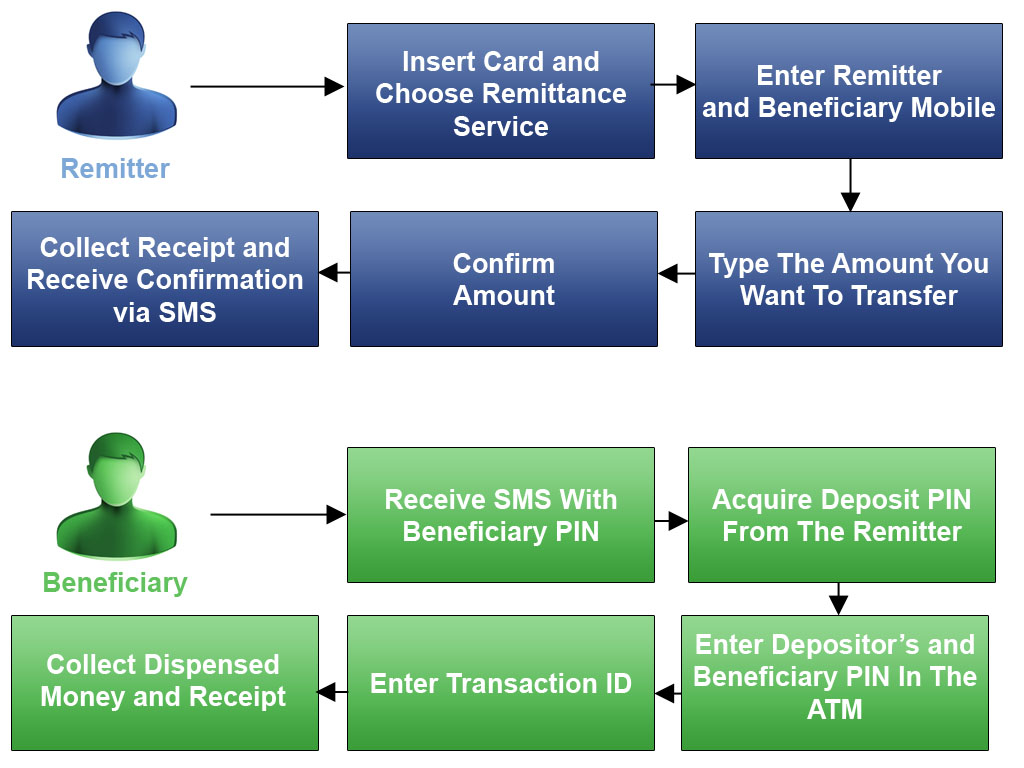 Remitter
Insert Card and
Choose Remittance
Service
Enter Remitter
and Beneficiary Mobile
Type The Amount You
Want To Transfer
Confirm
Amount
Collect Receipt and
Receive Confirmation
via SMS
Beneficiary
Receive SMS With
Beneficiary PIN
Acquire Deposit PIN
From The Remitter
Enter Depositor’s and
Beneficiary PIN In The
ATM
Enter Transaction ID
Collect Dispensed
Money and Receipt